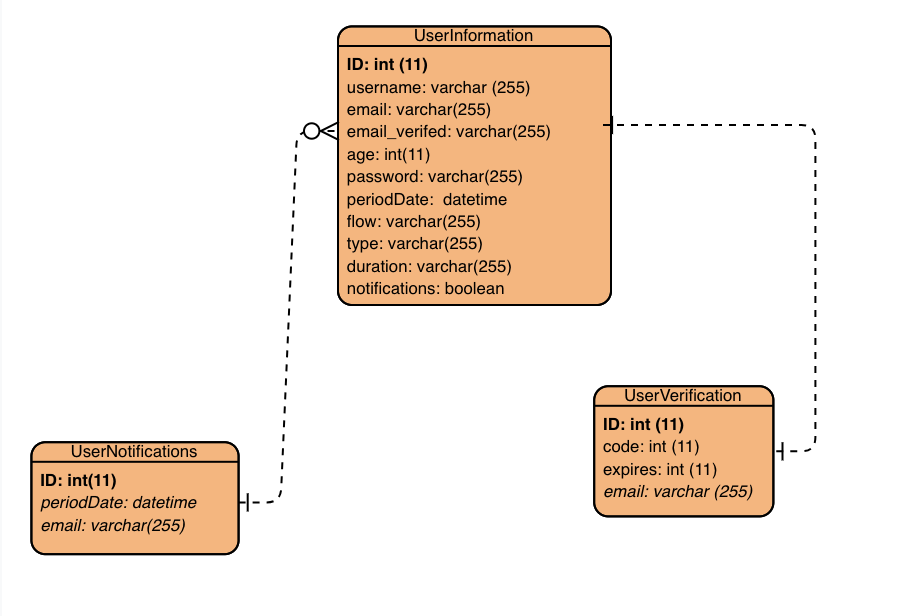 UserInformation
ID: int (11)
username: varchar (255)
email: varchar(255)
email_verifed: varchar(255)
age: int(11)
password: varchar(255)
periodDate:  datetime
flow: varchar(255)
type: varchar(255)
duration: varchar(255)
notifications: boolean
UserVerification
ID: int (11)
code: int (11)
expires: int (11)
email: varchar (255)
UserNotifications
ID: int(11)
periodDate: datetime
email: varchar(255)